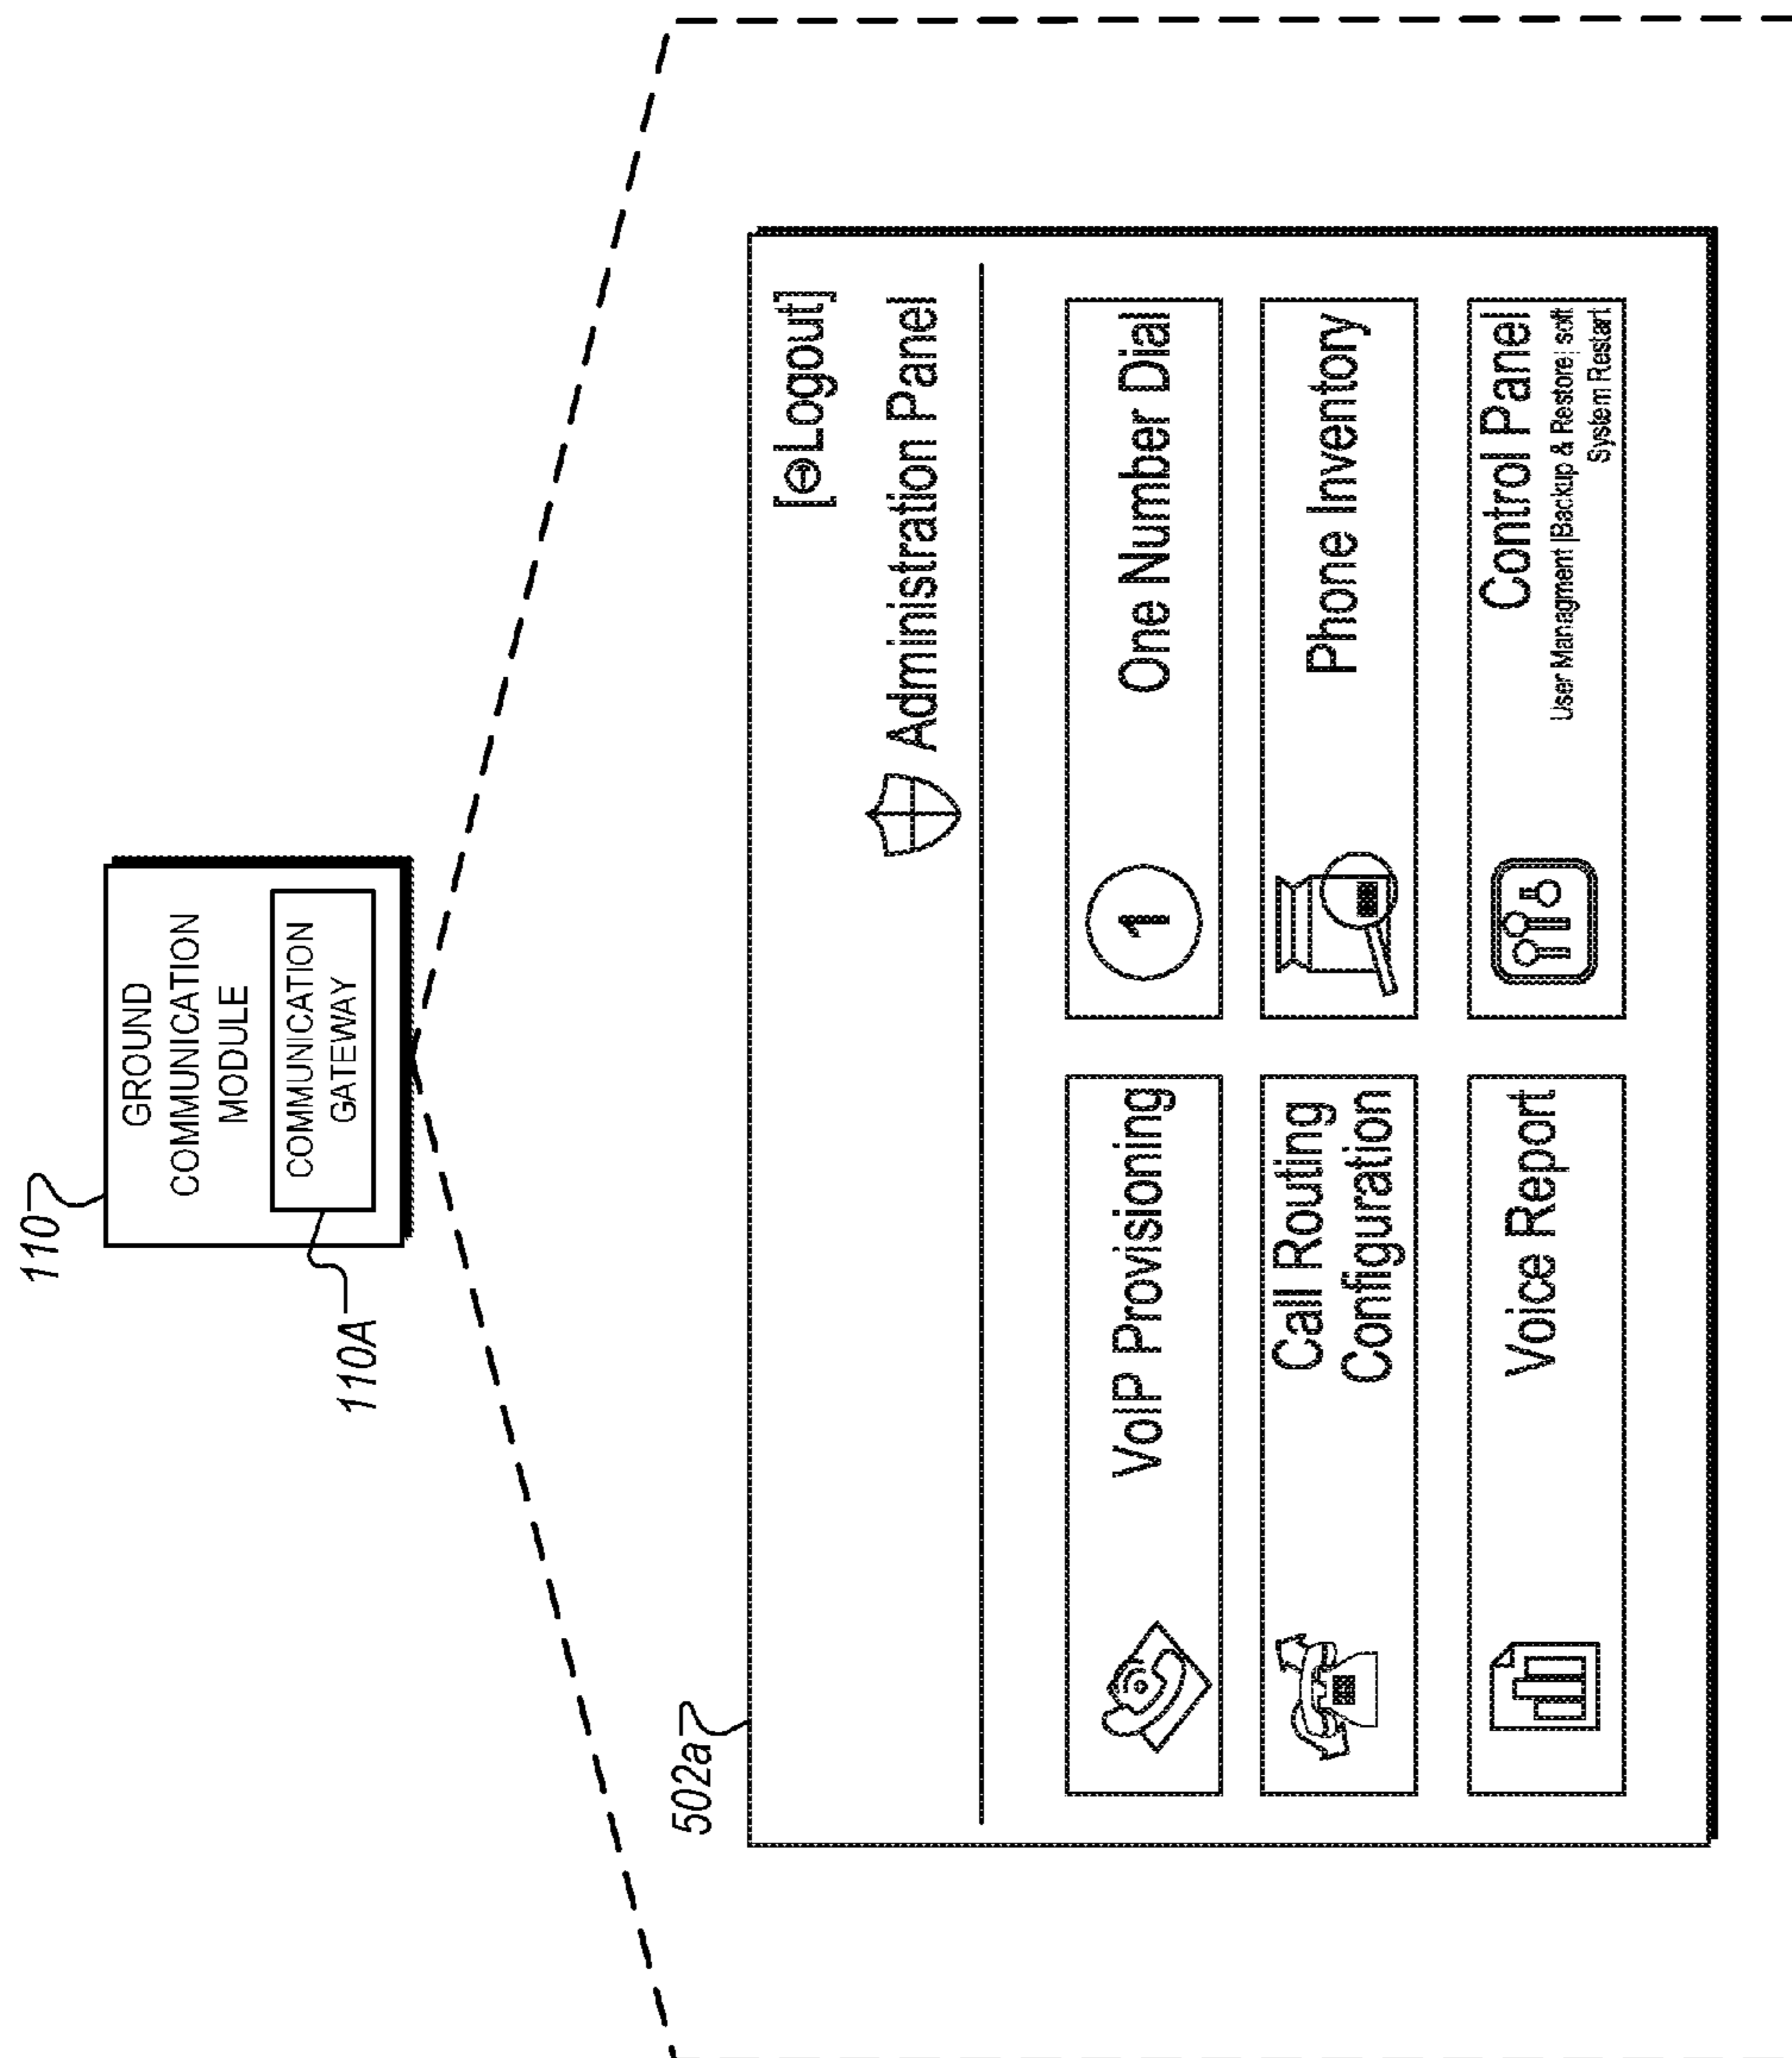 110
GROUND
COMMUNICATION
MODULE
COMMUNICATION
GATEWAY
110A
502a
[Logout]
Administration Panel
VoIP Provisioning
1
One Number Dial
Call Routing
Configuration
Phone Inventory
Voice Report
Control Panel
User Managment |Backup & Restore| soft
System Restart